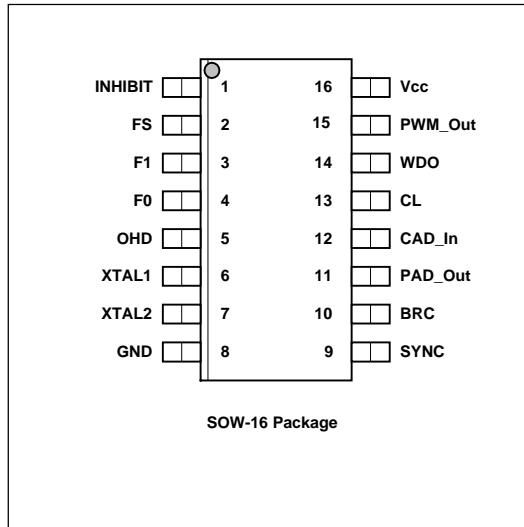 INHIBIT 1 16 Vcc
FS 2 15 PWM_Out
F1 3 14 WDO
F0 4 13 CL
OHD 5 12 CAD_In
XTAL1 6 11 PAD_Out
XTAL2 7 10 BRC
GND 8 9 SYNC
SOW-16 Package